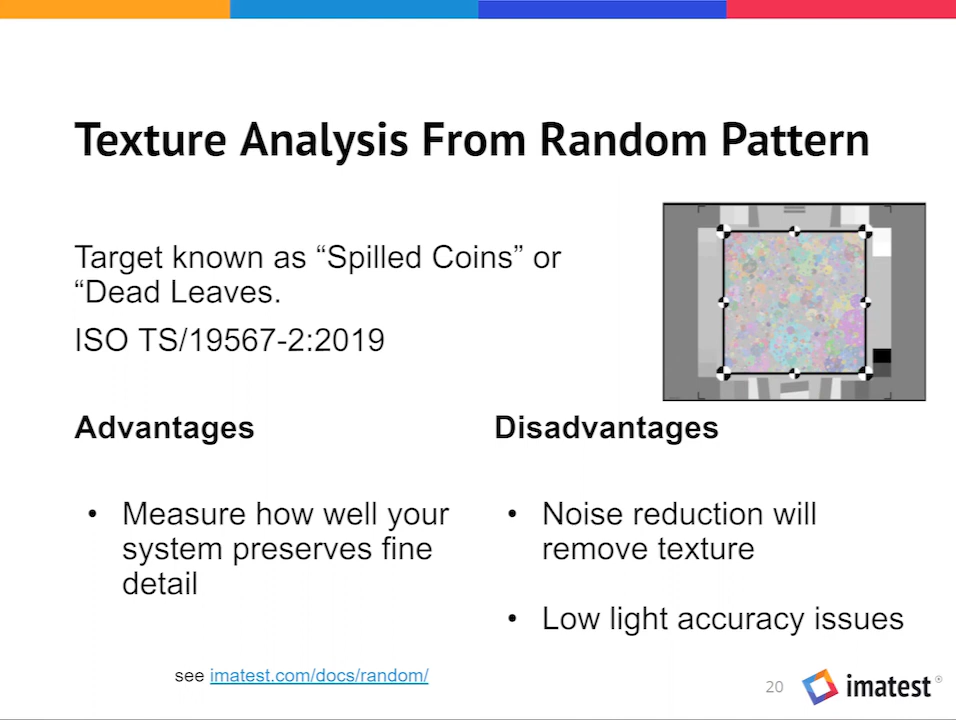 Texture Analysis From Random Pattern
Target known as “Spilled Coins” or
“Dead Leaves.
ISO TS/19567-2:2019
Advantages
• Measure how well your
system preserves fine
detail
Disadvantages
• Noise reduction will
remove texture
• Low light accuracy issues
see imatest.com/docs/random/
20
imatest®